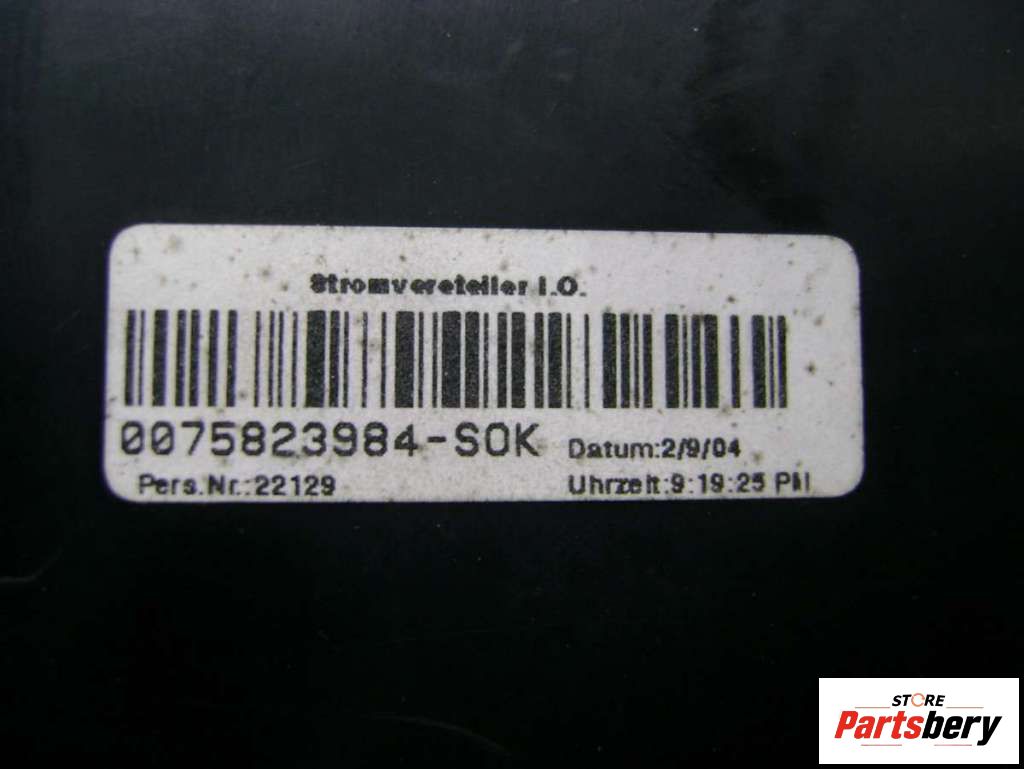 Stromvereteiler I.O.
0075823984-SOK
Datum:2/9/04
Pers.Nr.:22129
Uhrzeit:9:19:25 PM
STORE
Partsbery